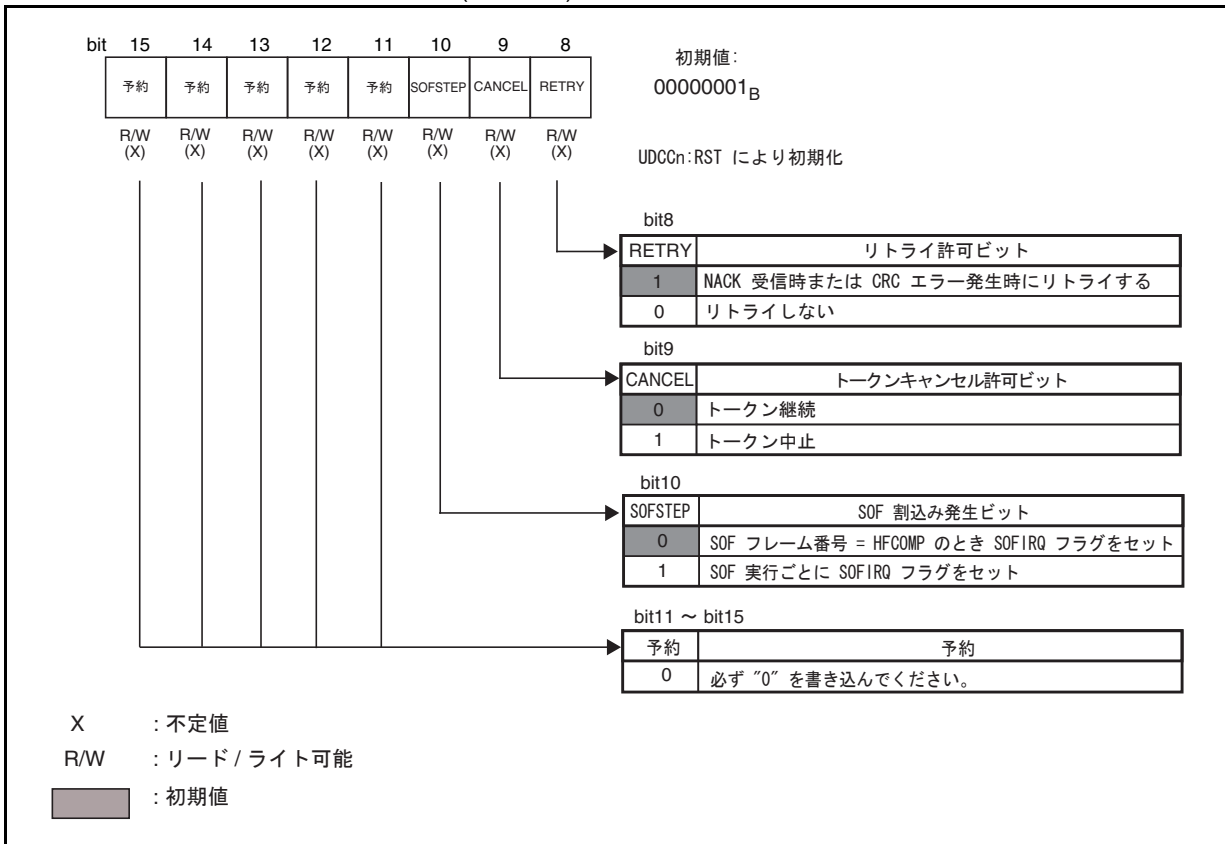 bit 15 14 13 12 11 10 9 8
予約 予約 予約 予約 予約 SOFSTEP CANCEL RETRY
R/W R/W R/W R/W R/W R/W R/W R/W
(X) (X) (X) (X) (X) (X) (X) (X)
初期値:
00000001B
UDCCn:RST により初期化
bit8
RETRY リトライ許可ビット
1 NACK 受信時または CRC エラー発生時にリトライする
0 リトライしない
bit9
CANCEL トークンキャンセル許可ビット
0 トークン継続
1 トークン中止
bit10
SOFSTEP SOF 割込み発生ビット
0 SOF フレーム番号 = HFCOMP のとき SOFIRQ フラグをセット
1 SOF 実行ごとに SOFIRQ フラグをセット
bit11 ～ bit15
予約 予約
0 必ず "0" を書き込んでください。
X : 不定値
R/W : リード / ライト可能
: 初期値